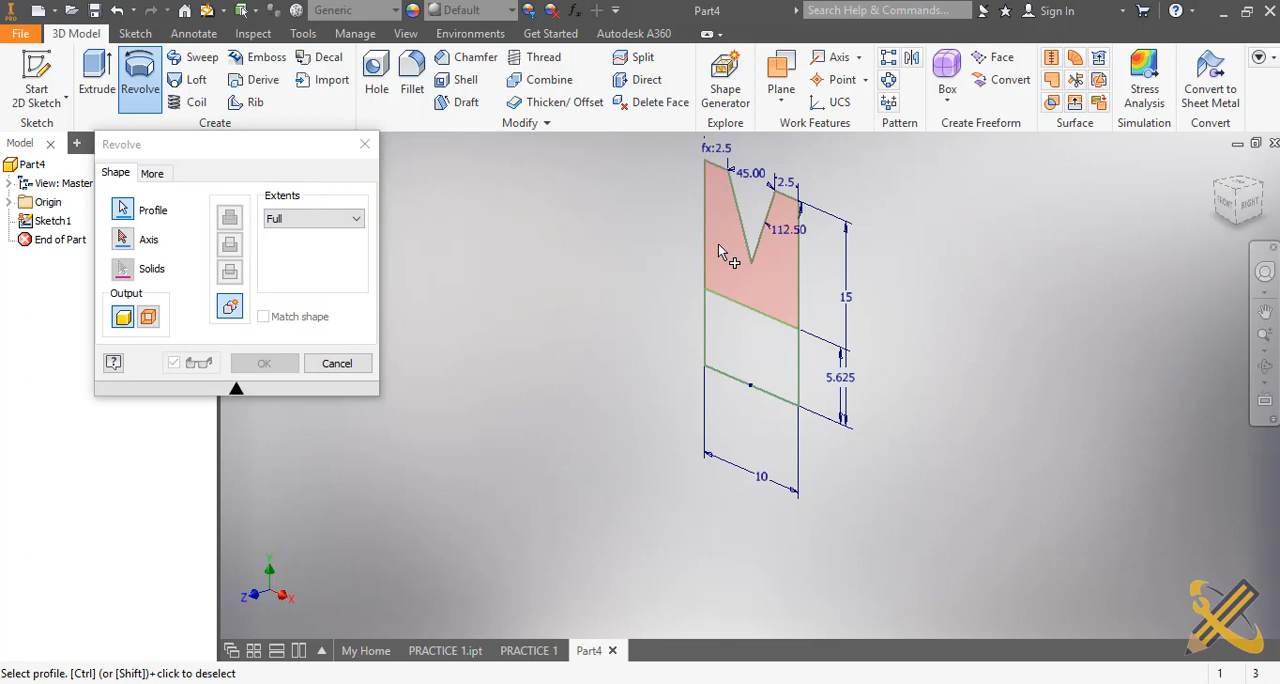 PRO
Generic
Default
fx
Part4
Search Help & Commands...
Sign In
File
3D Model
Sketch
Annotate
Inspect
Tools
Manage
View
Environments
Get Started
Autodesk A360
Start
2D Sketch
Sketch
Extrude
Revolve
Sweep
Loft
Coil
Emboss
Derive
Rib
Decal
Import
Create
Hole
Fillet
Chamfer
Shell
Draft
Thread
Combine
Thicken/ Offset
Split
Direct
Delete Face
Modify
Shape
Generator
Explore
Plane
Axis
Point
UCS
Work Features
Pattern
Box
Face
Convert
Create Freeform
Surface
Stress
Analysis
Simulation
Convert to
Sheet Metal
Convert
Model
Part4
View: Master
Origin
Sketch1
End of Part
Revolve
Shape
More
Profile
Axis
Solids
Output
Extents
Full
Match shape
OK
Cancel
fx:2.5
45.00
2.5
112.50
15
5.625
10
FRONT
RIGHT
Y
Z
X
My Home
PRACTICE 1.ipt
PRACTICE 1
Part4
Select profile. [Ctrl] (or [Shift])+click to deselect
1
3